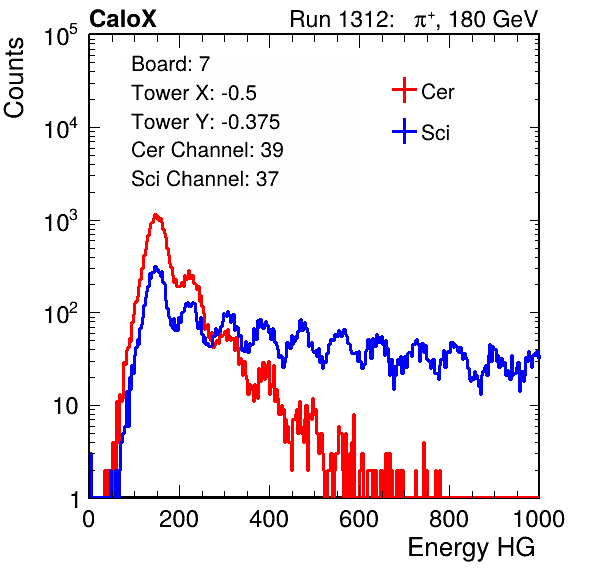 CaloX Run 1312: π⁺, 180 GeV
Counts
10⁵
10⁴
10³
10²
10
1
Board: 7
Tower X: -0.5
Tower Y: -0.375
Cer Channel: 39
Sci Channel: 37
Cer
Sci
0 200 400 600 800 1000
Energy HG